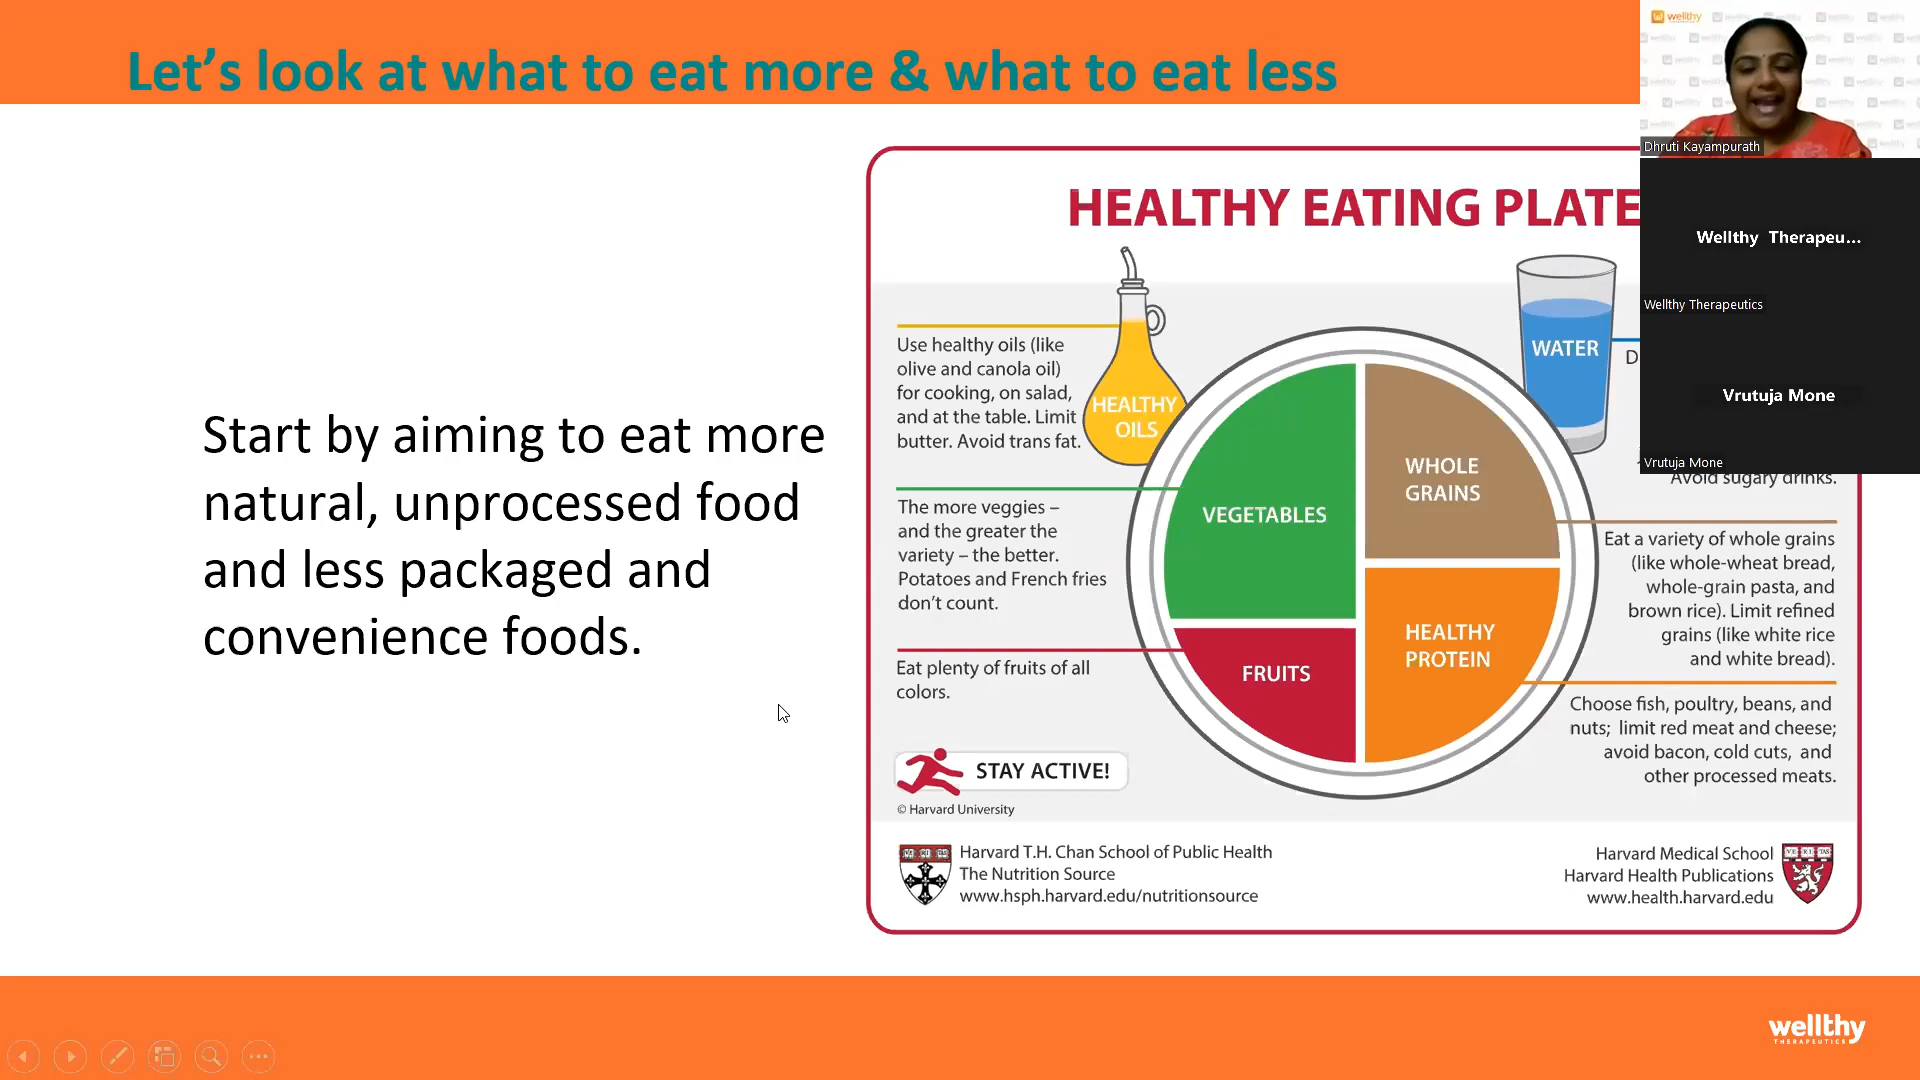 Let's look at what to eat more & what to eat less
wellthy
Dhruti Kayampurath
Wellthy Therapeu...
Wellthy Therapeutics
Vrutuja Mone
Vrutuja Mone
Start by aiming to eat more
natural, unprocessed food
and less packaged and
convenience foods.
HEALTHY EATING PLATE
Use healthy oils (like
olive and canola oil)
for cooking, on salad,
and at the table. Limit
butter. Avoid trans fat.
HEALTHY
OILS
WATER
D
Avoid sugary drinks.
The more veggies –
and the greater the
variety – the better.
Potatoes and French fries
don't count.
VEGETABLES
WHOLE
GRAINS
Eat a variety of whole grains
(like whole-wheat bread,
whole-grain pasta, and
brown rice). Limit refined
grains (like white rice
and white bread).
Eat plenty of fruits of all
colors.
FRUITS
HEALTHY
PROTEIN
Choose fish, poultry, beans, and
nuts; limit red meat and cheese;
avoid bacon, cold cuts, and
other processed meats.
STAY ACTIVE!
© Harvard University
Harvard T.H. Chan School of Public Health
The Nutrition Source
www.hsph.harvard.edu/nutritionsource
Harvard Medical School
Harvard Health Publications
www.health.harvard.edu
VE RI TAS
VE RI TAS
wellthy
THERAPEUTICS